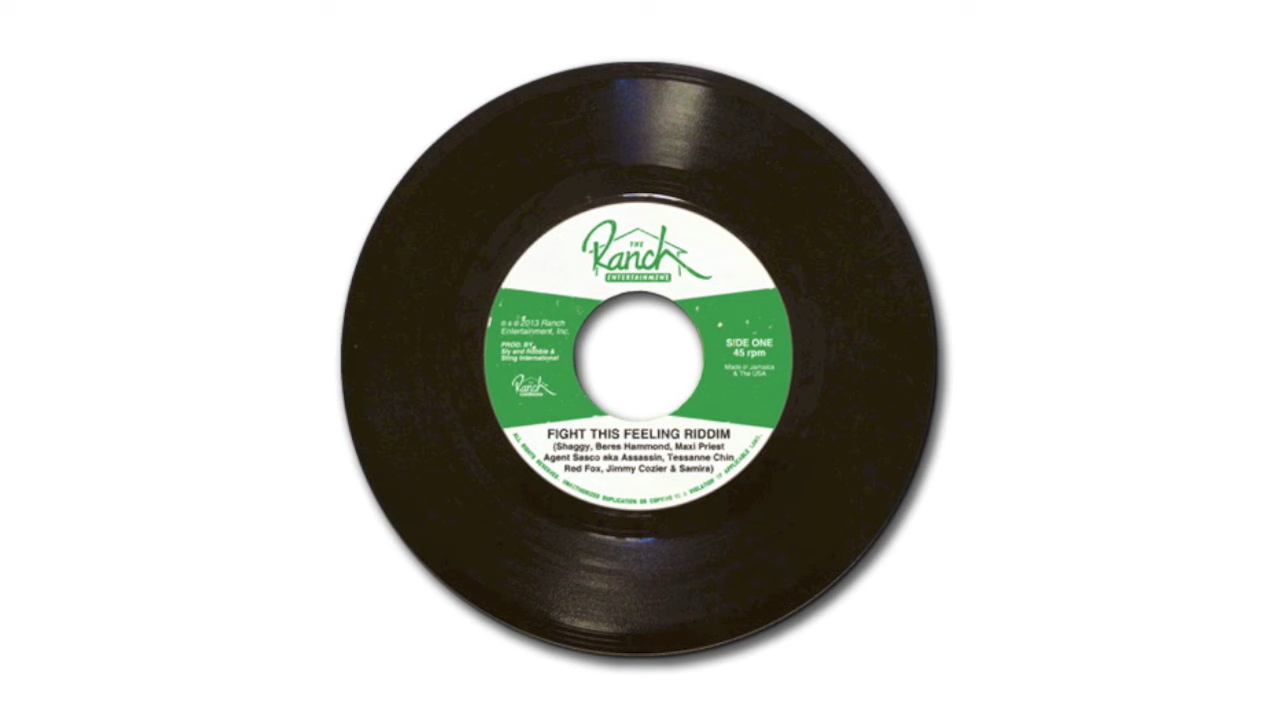 THE
Ranch
ENTERTAINMENT
℗ & © 2013 Ranch
Entertainment, Inc.
PROD. BY
Sly and Robbie &
Sting International
Ranch
SIDE ONE
45 rpm
Made in Jamaica
& The USA
FIGHT THIS FEELING RIDDIM
(Shaggy, Beres Hammond, Maxi Priest
Agent Sasco aka Assassin, Tessanne Chin,
Red Fox, Jimmy Cozier & Samira)
ALL RIGHTS RESERVED. UNAUTHORIZED DUPLICATION OR COPYING IS A VIOLATION OF APPLICABLE LAWS.